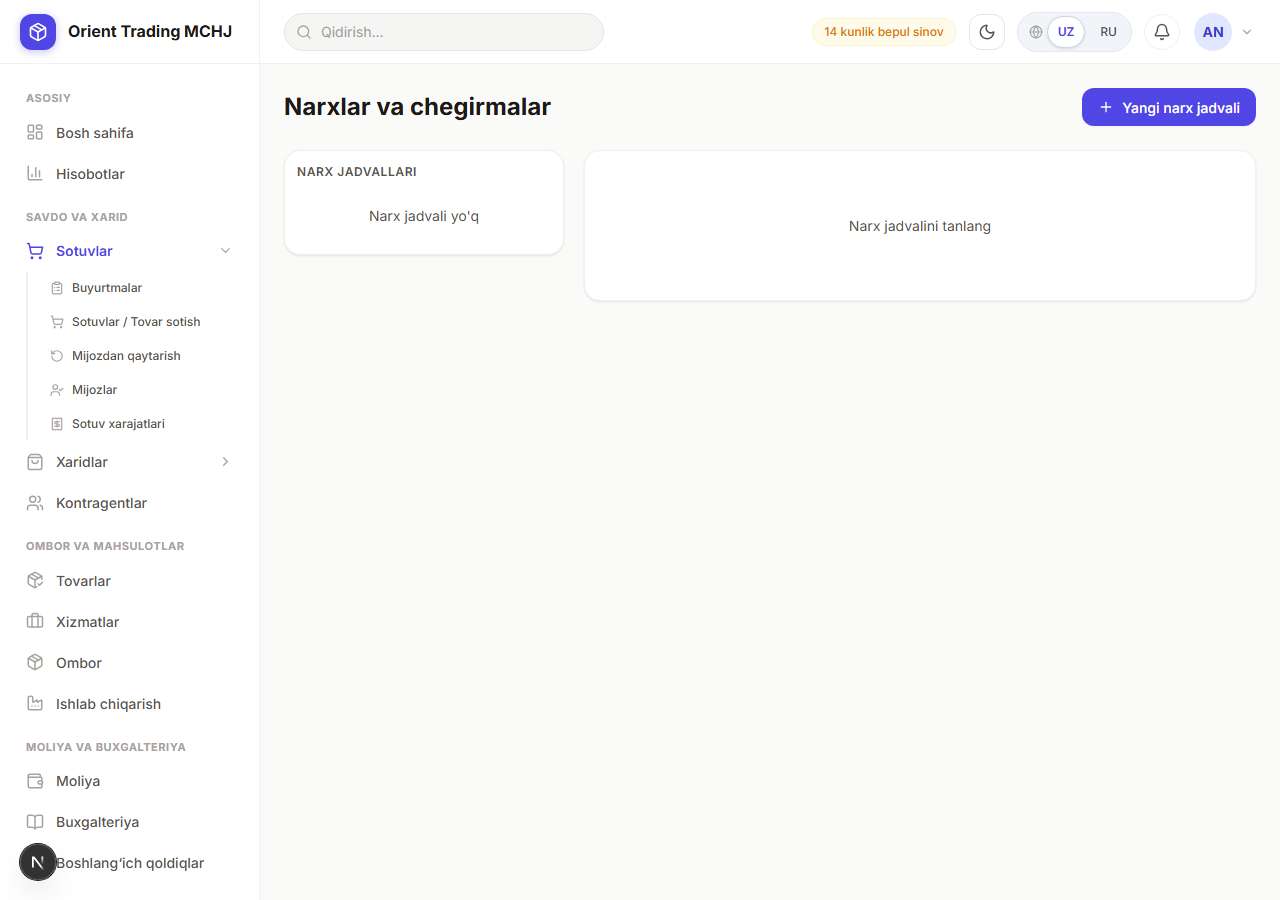 Orient Trading MCHJ
Qidirish...
14 kunlik bepul sinov
UZ
RU
AN
ASOSIY
Bosh sahifa
Hisobotlar
SAVDO VA XARID
Sotuvlar
Buyurtmalar
Sotuvlar / Tovar sotish
Mijozdan qaytarish
Mijozlar
Sotuv xarajatlari
Xaridlar
Kontragentlar
OMBOR VA MAHSULOTLAR
Tovarlar
Xizmatlar
Ombor
Ishlab chiqarish
MOLIYA VA BUXGALTERIYA
Moliya
Buxgalteriya
N
Boshlangʻich qoldiqlar
Narxlar va chegirmalar
Yangi narx jadvali
NARX JADVALLARI
Narx jadvali yo'q
Narx jadvalini tanlang